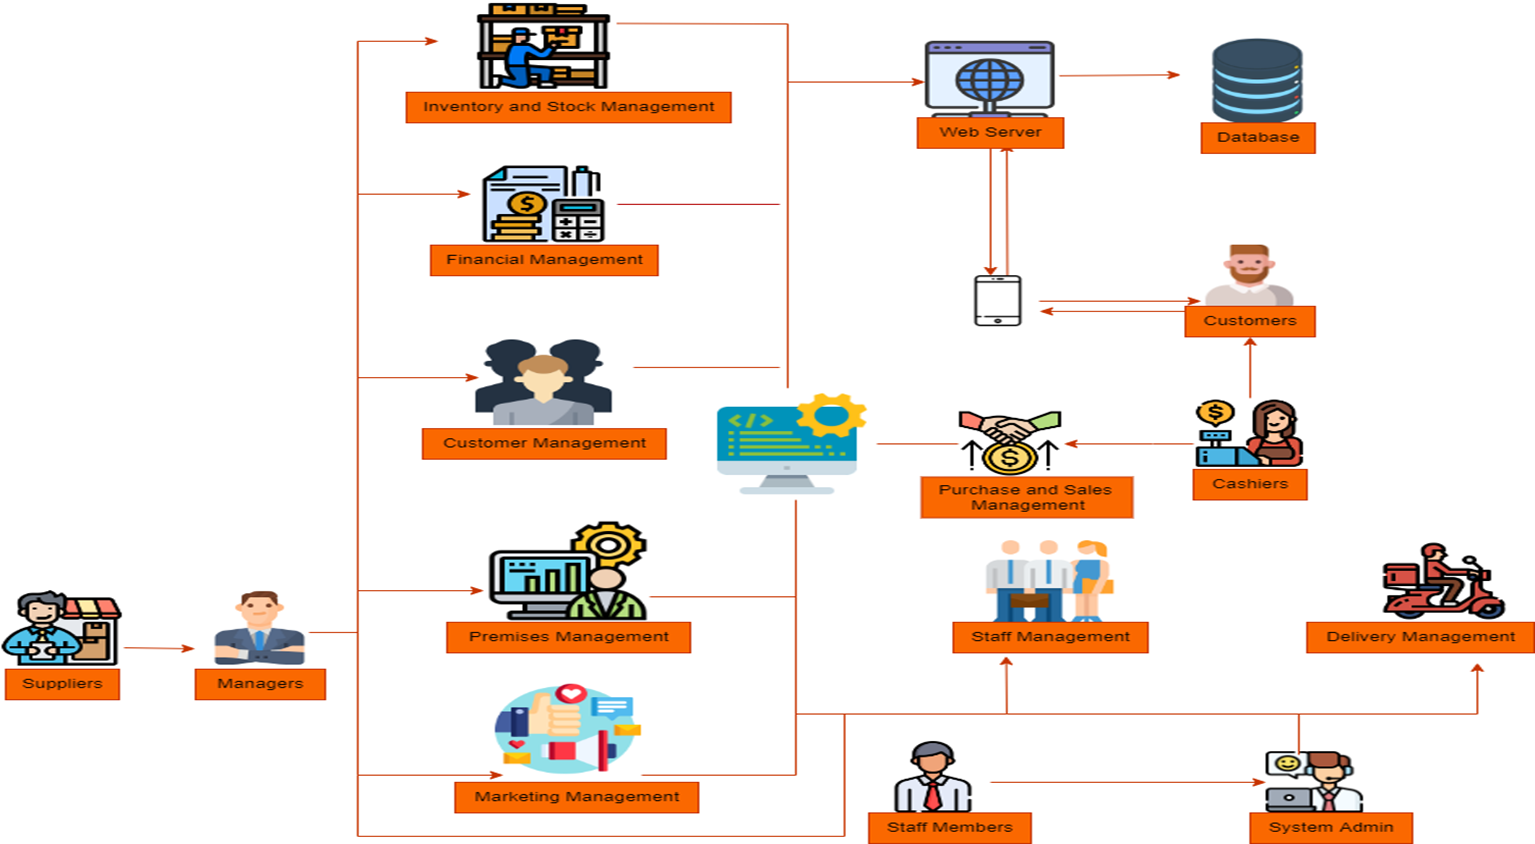 Inventory and Stock Management
Web Server
Database
Financial Management
Customers
Customer Management
Purchase and Sales
Management
Cashiers
Premises Management
Staff Management
Delivery Management
Suppliers
Managers
Marketing Management
Staff Members
System Admin